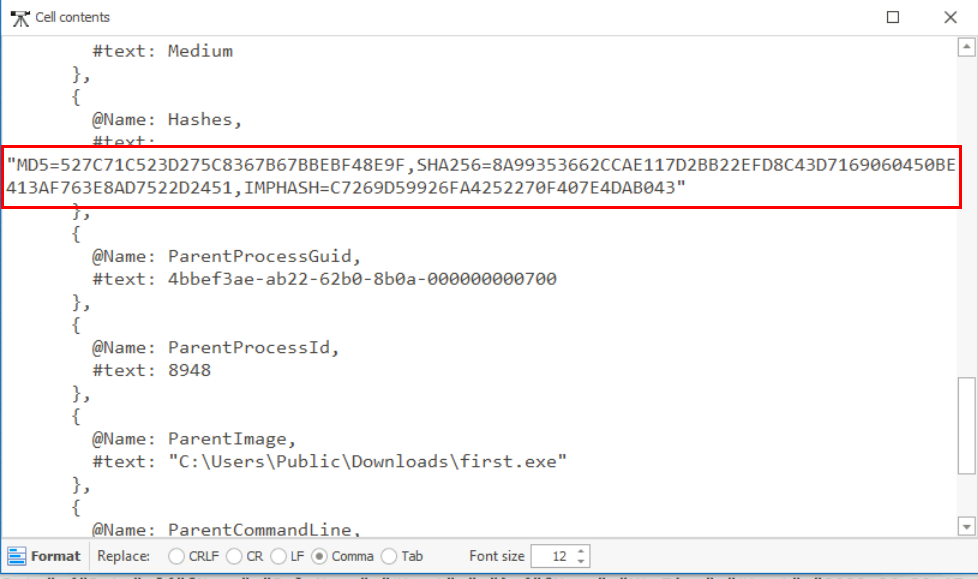 Cell contents
#text: Medium
},
{
@Name: Hashes,
#text:
"MD5=527C71C523D275C8367B67BBEBF48E9F,SHA256=8A99353662CCAE117D2BB22EFD8C43D7169060450BE
413AF763E8AD7522D2451,IMPHASH=C7269D59926FA4252270F407E4DAB043"
},
{
@Name: ParentProcessGuid,
#text: 4bbef3ae-ab22-62b0-8b0a-000000000700
},
{
@Name: ParentProcessId,
#text: 8948
},
{
@Name: ParentImage,
#text: "C:\Users\Public\Downloads\first.exe"
},
{
@Name: ParentCommandLine,
Format Replace: CRLF CR LF Comma Tab Font size 12